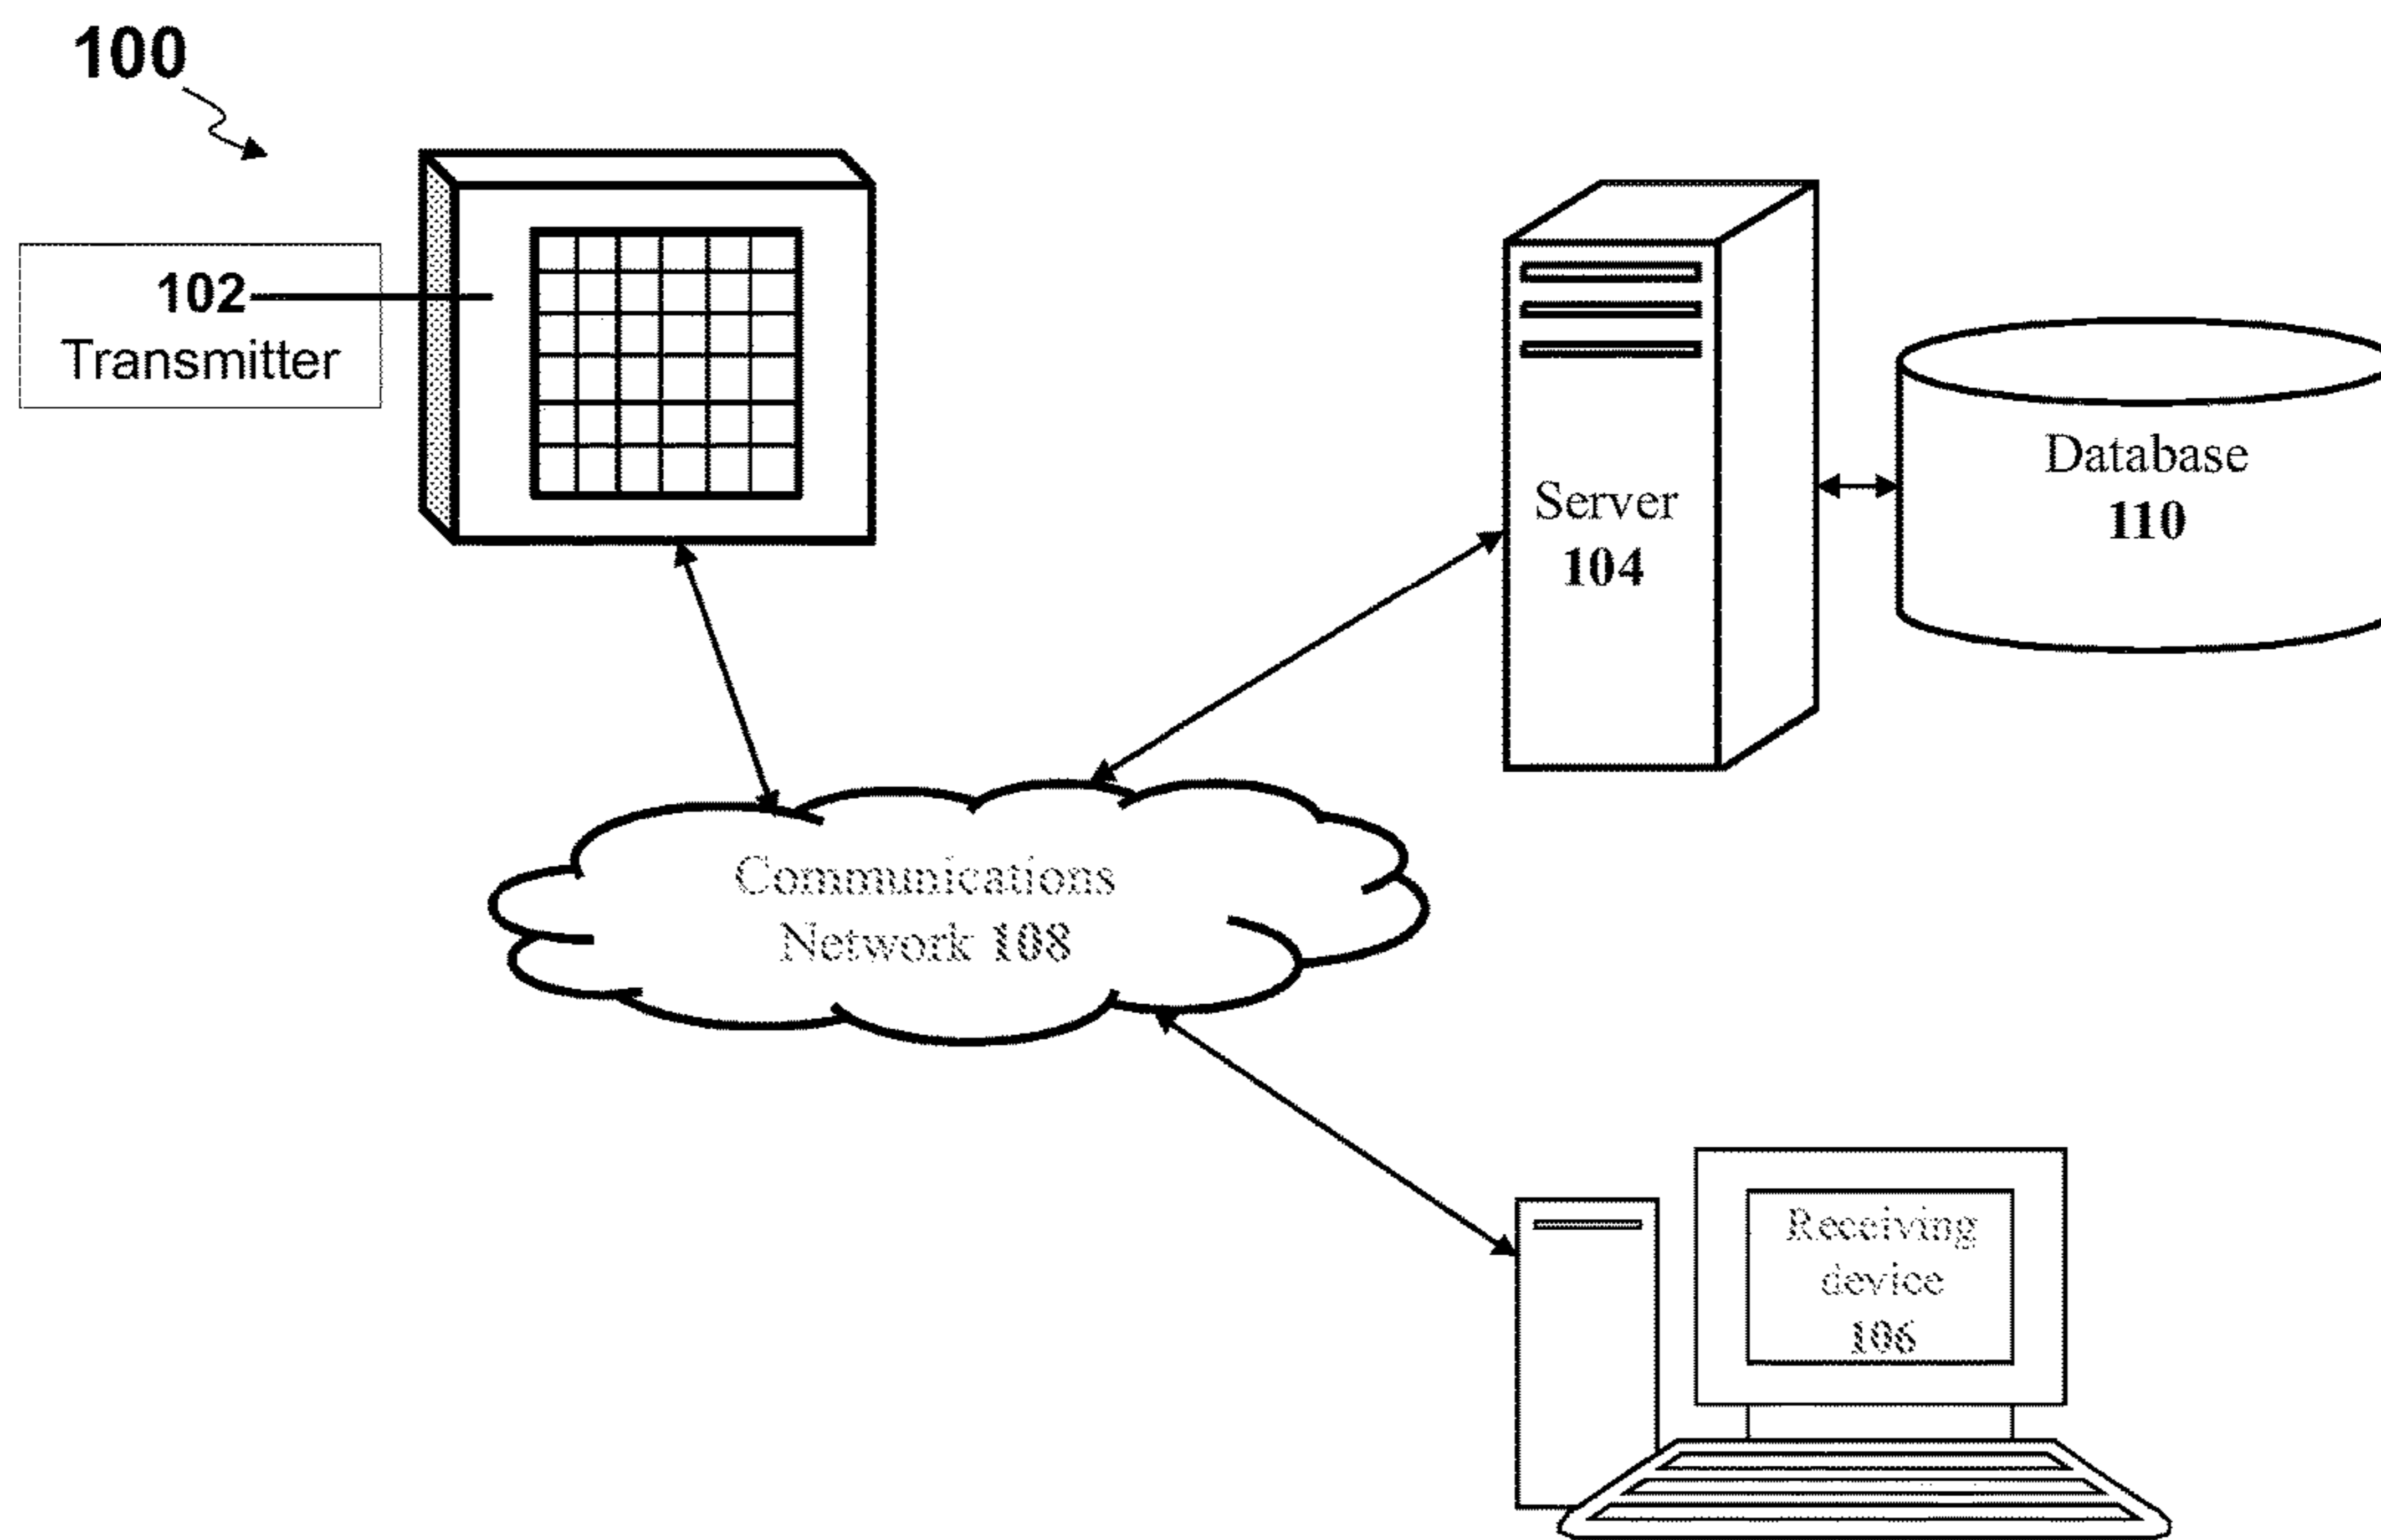 100
102
Transmitter
Server
104
Database
110
Communications
Network 108
Receiving
device
106